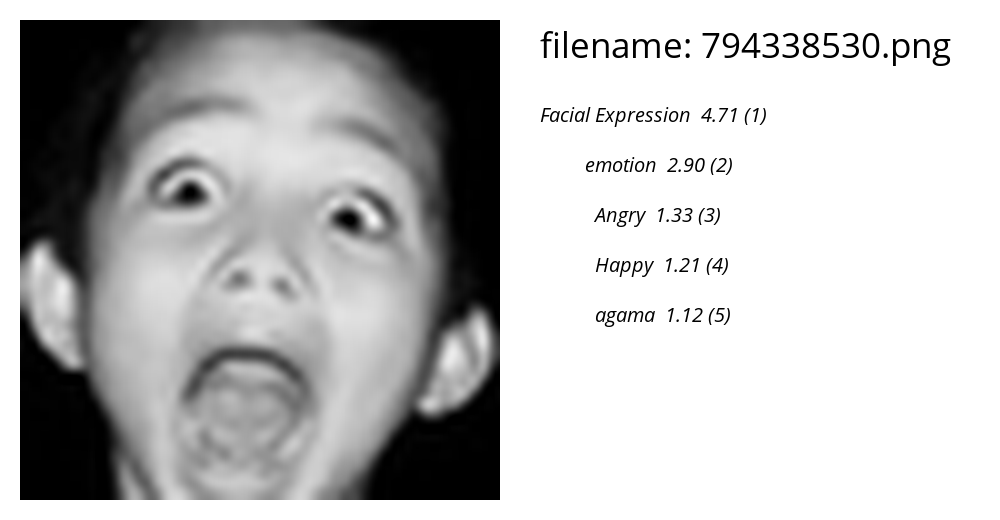 filename: 794338530.png
Facial Expression 4.71 (1)
emotion 2.90 (2)
Angry 1.33 (3)
Happy 1.21 (4)
agama 1.12 (5)